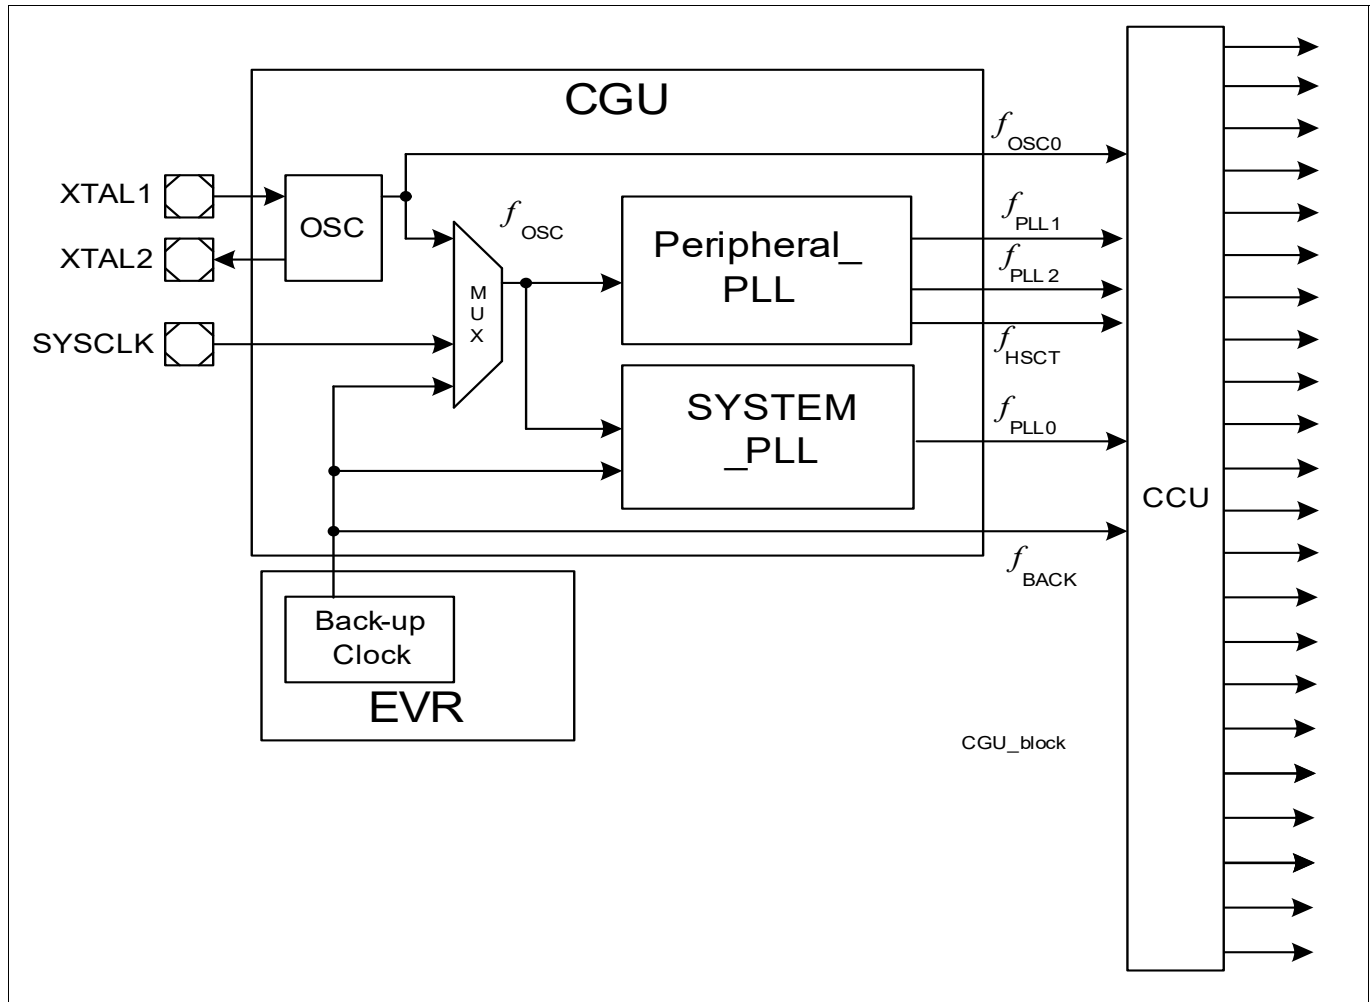 CGU
f OSC0
XTAL1
OSC
XTAL2
f OSC
MUX
Peripheral_
PLL
f PLL1
f PLL 2
SYSCLK
f HSCT
SYSTEM
_PLL
f PLL0
CCU
f BACK
Back-up
Clock
EVR
CGU_block